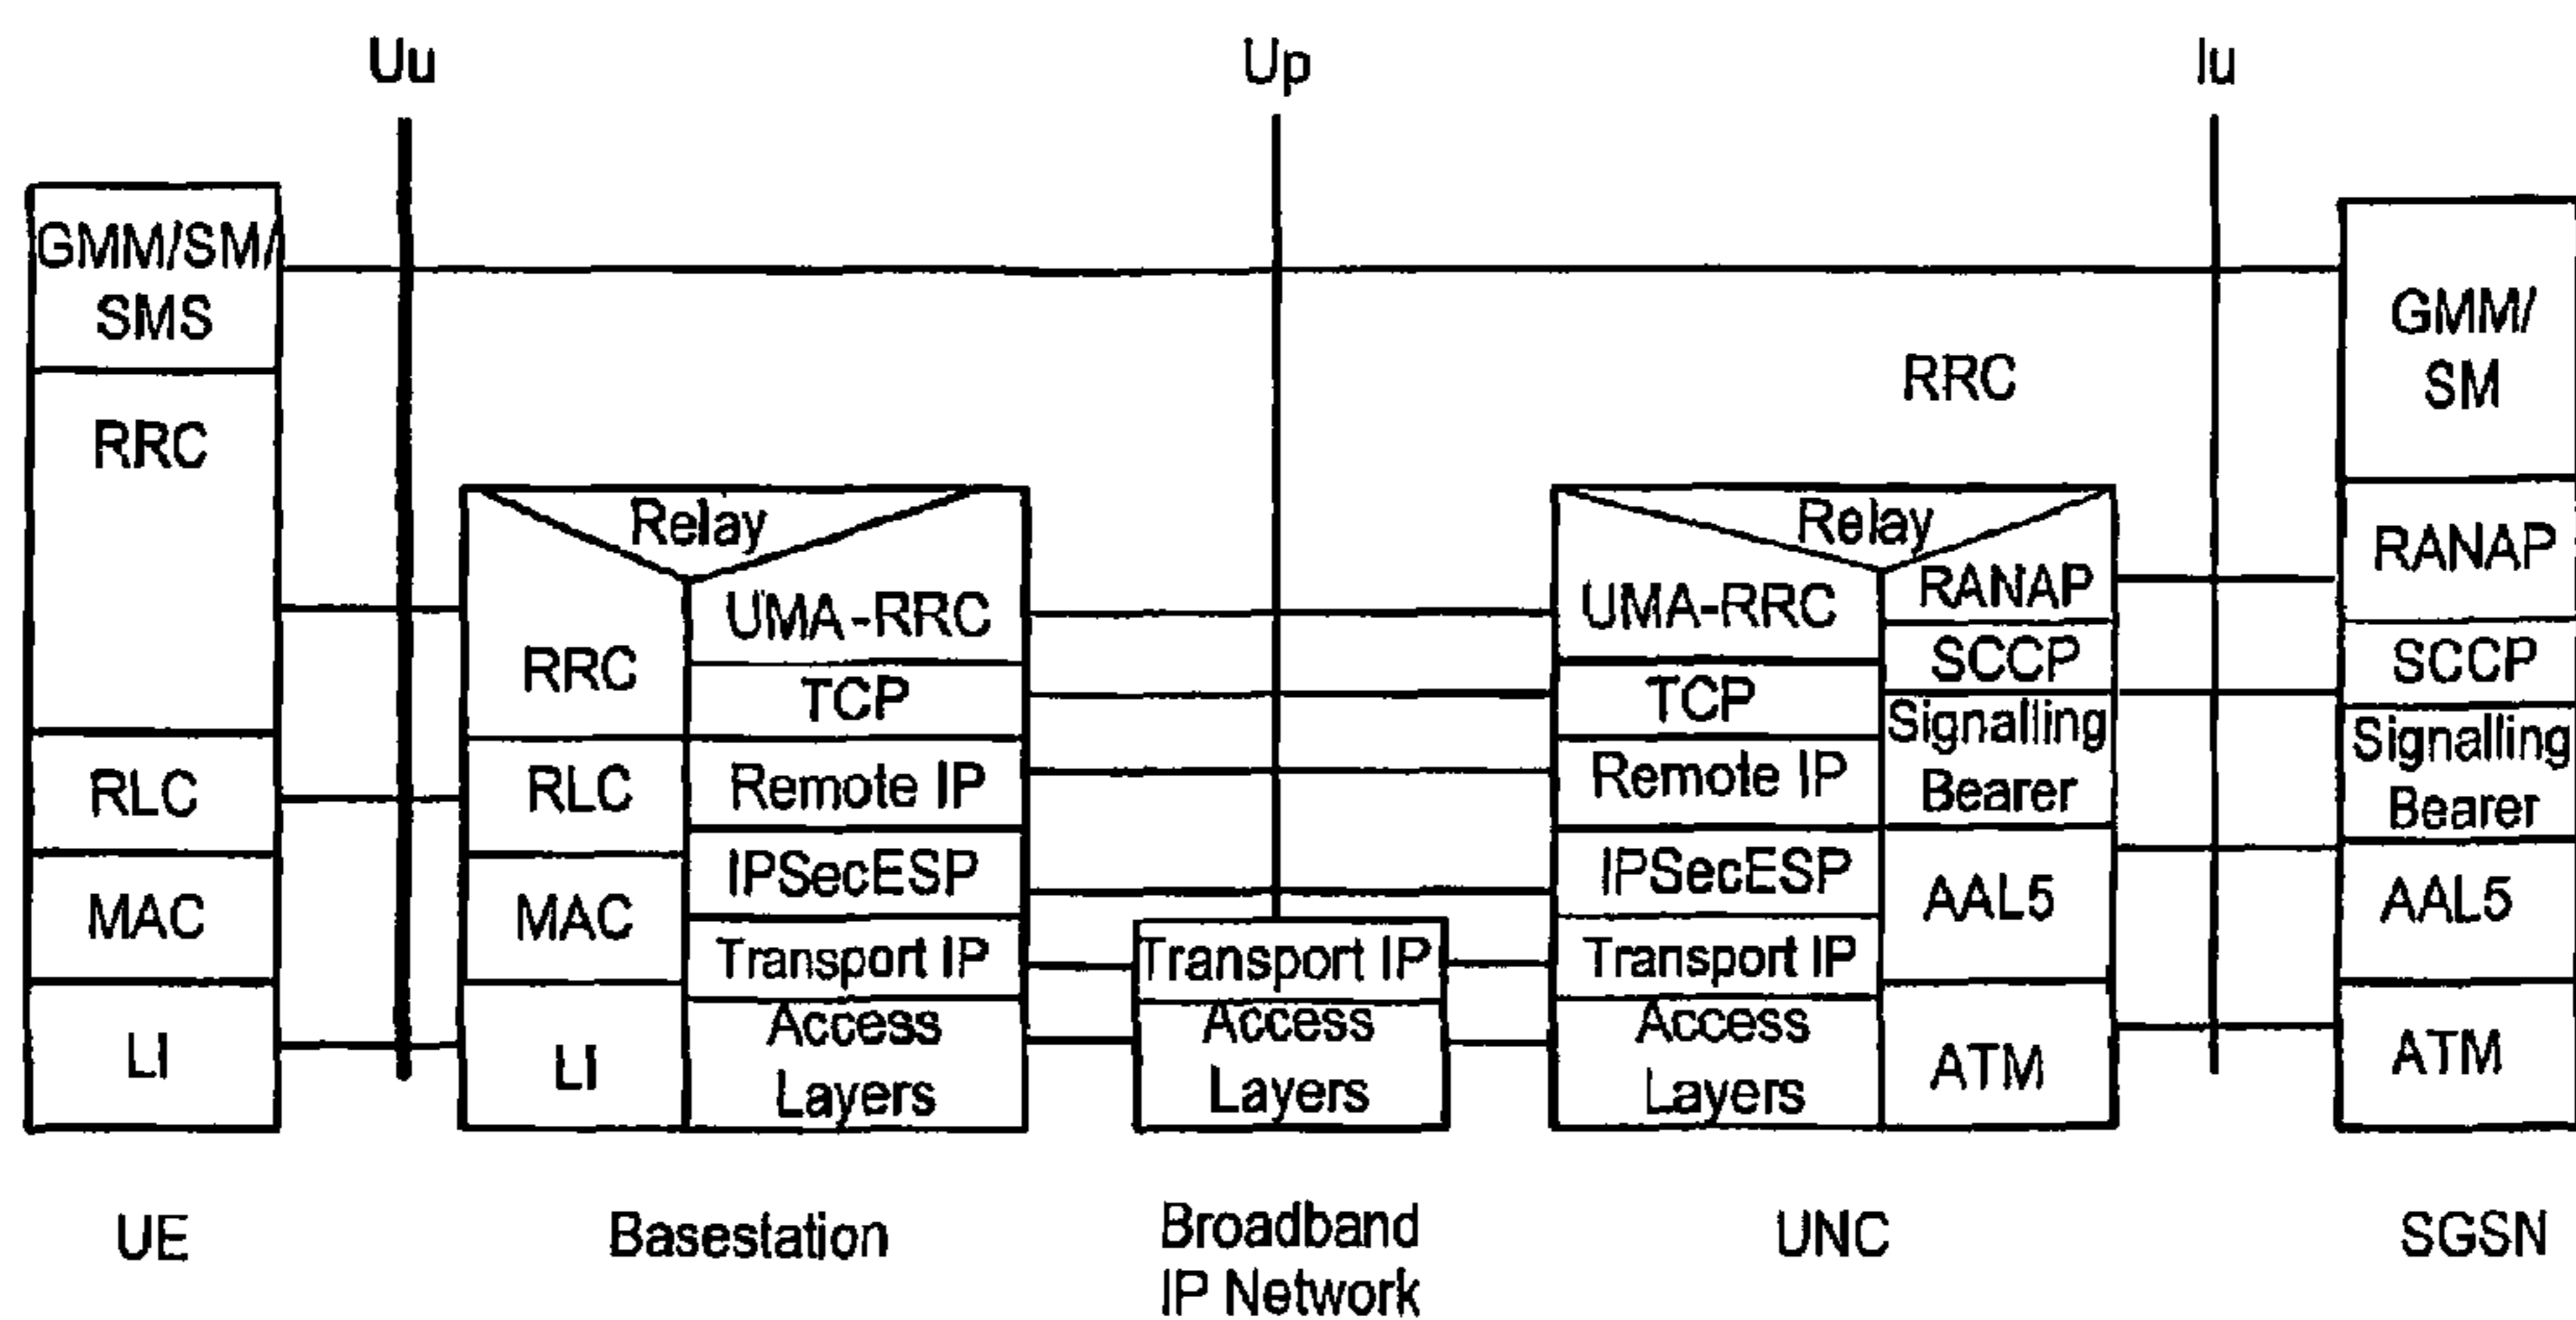 Uu
Up
Iu
GMM/SM/
SMS
RRC
RLC
MAC
LI
UE
Relay
RRC
RLC
MAC
LI
UMA-RRC
TCP
Remote IP
IPSecESP
Transport IP
Access
Layers
Basestation
Transport IP
Access
Layers
Broadband
IP Network
RRC
Relay
UMA-RRC
TCP
Remote IP
IPSecESP
Transport IP
Access
Layers
RANAP
SCCP
Signalling
Bearer
AAL5
ATM
UNC
GMM/
SM
RANAP
SCCP
Signalling
Bearer
AAL5
ATM
SGSN